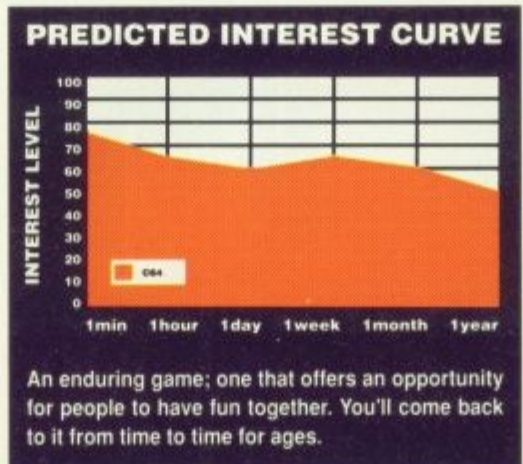 PREDICTED INTEREST CURVE
INTEREST LEVEL
100
90
80
70
60
50
40
30
20
10
0
C64
1min 1hour 1day 1week 1month 1year
An enduring game; one that offers an opportunity
for people to have fun together. You'll come back
to it from time to time for ages.